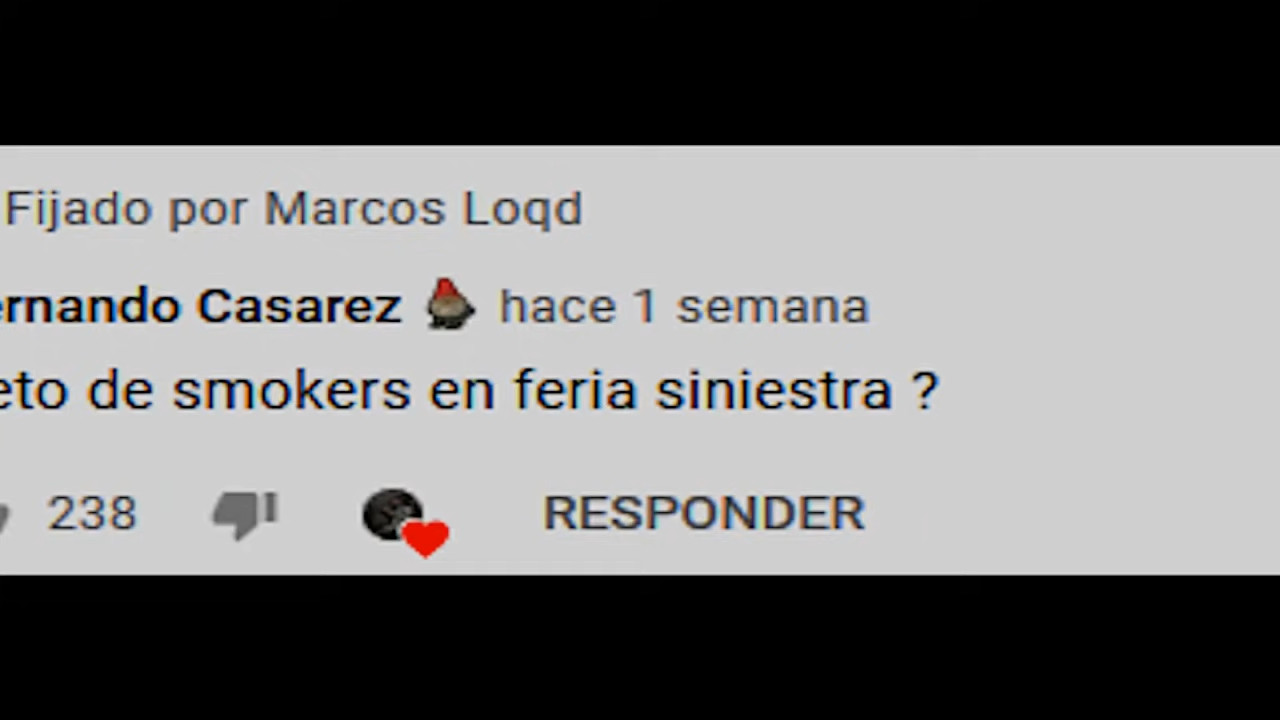 Fijado por Marcos Loqd
ernando Casarez hace 1 semana
eto de smokers en feria siniestra ?
238 RESPONDER